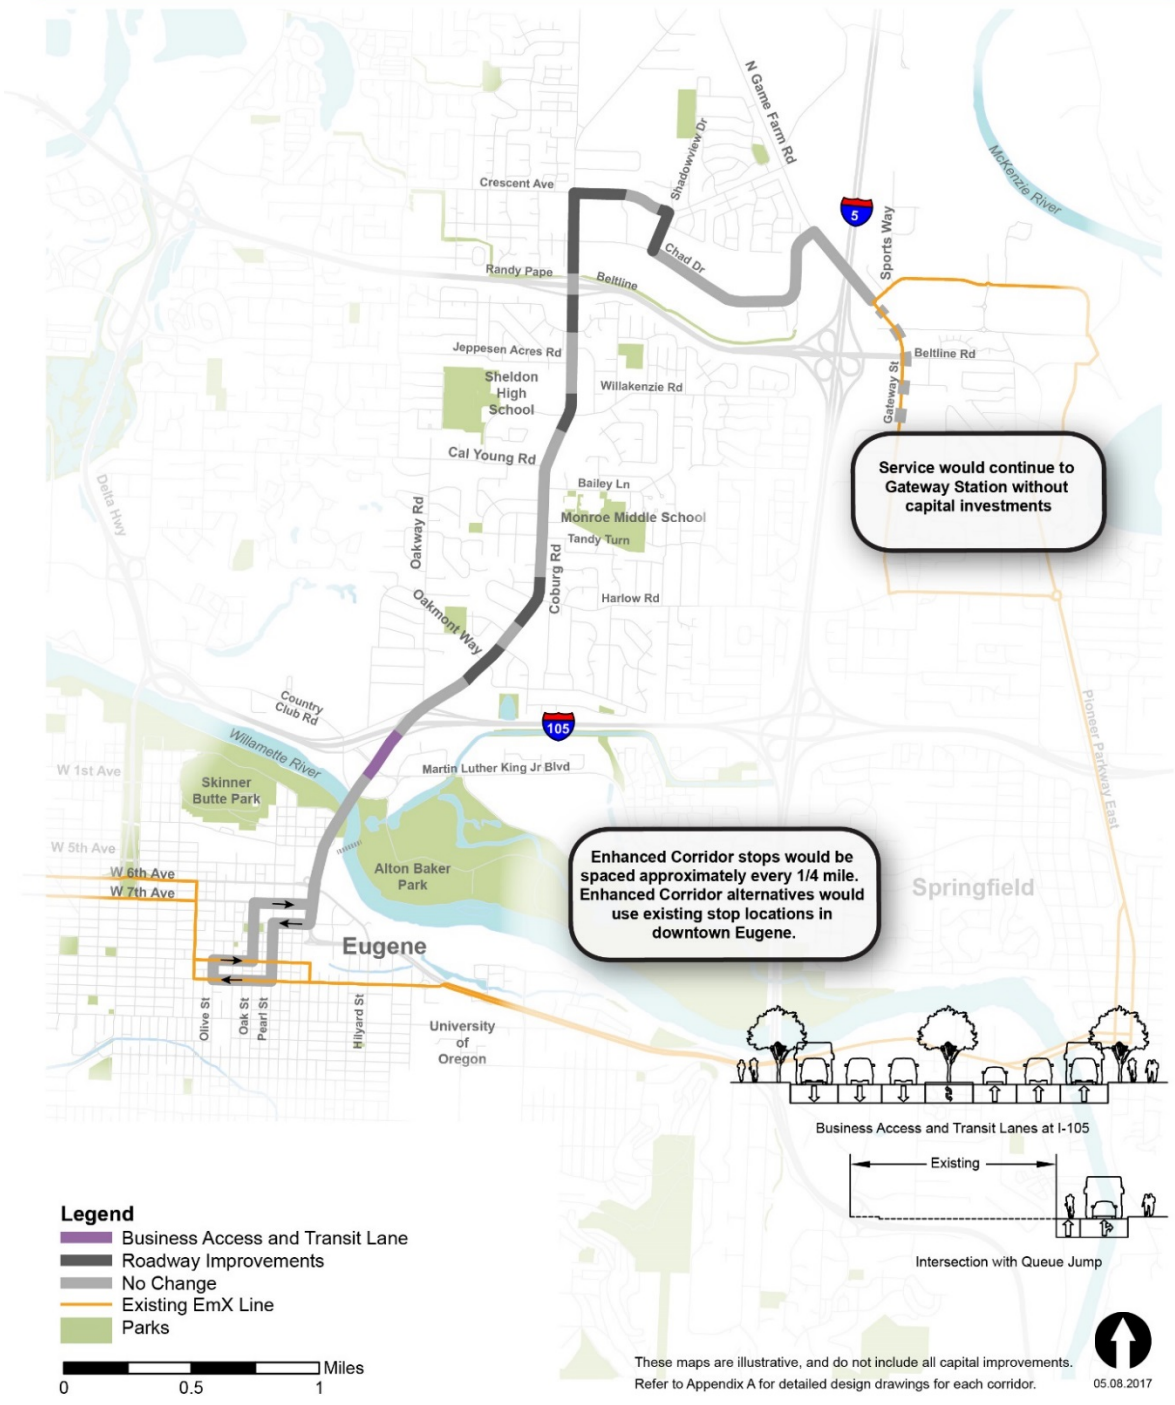 N Game Farm Rd
McKenzie River
Shadowview Dr
Crescent Ave
5
Sports Way
Chad Dr
Randy Pape
Beltline
Jeppesen Acres Rd
Beltline Rd
Sheldon
High
School
Willakenzie Rd
Gateway St
Cal Young Rd
Service would continue to
Gateway Station without
capital investments
Delta Hwy
Bailey Ln
Oakway Rd
Monroe Middle School
Tandy Turn
Coburg Rd
Oakmont Way
Harlow Rd
Country
Club Rd
Pioneer Parkway East
105
Willamette River
W 1st Ave
Martin Luther King Jr Blvd
Skinner
Butte Park
W 5th Ave
W 6th Ave
W 7th Ave
Alton Baker
Park
Enhanced Corridor stops would be
spaced approximately every 1/4 mile.
Enhanced Corridor alternatives would
use existing stop locations in
downtown Eugene.
Springfield
Eugene
Olive St
Oak St
Pearl St
Hilyard St
University
of
Oregon
Business Access and Transit Lanes at I-105
Existing
Intersection with Queue Jump
Legend
Business Access and Transit Lane
Roadway Improvements
No Change
Existing EmX Line
Parks
Miles
0 0.5 1
These maps are illustrative, and do not include all capital improvements.
Refer to Appendix A for detailed design drawings for each corridor.
05.08.2017